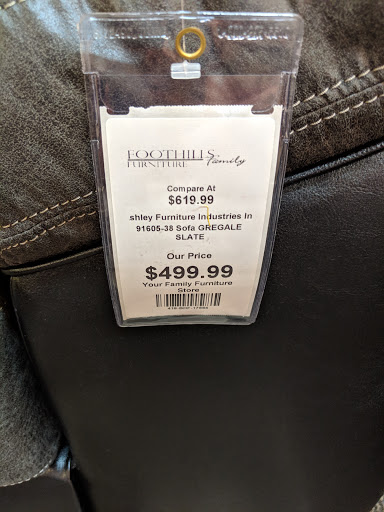 FOOTHILLS
FURNITURE Family
Compare At
$619.99
shley Furniture Industries In
91605-38 Sofa GREGALE
SLATE
Our Price
$499.99
Your Family Furniture
Store